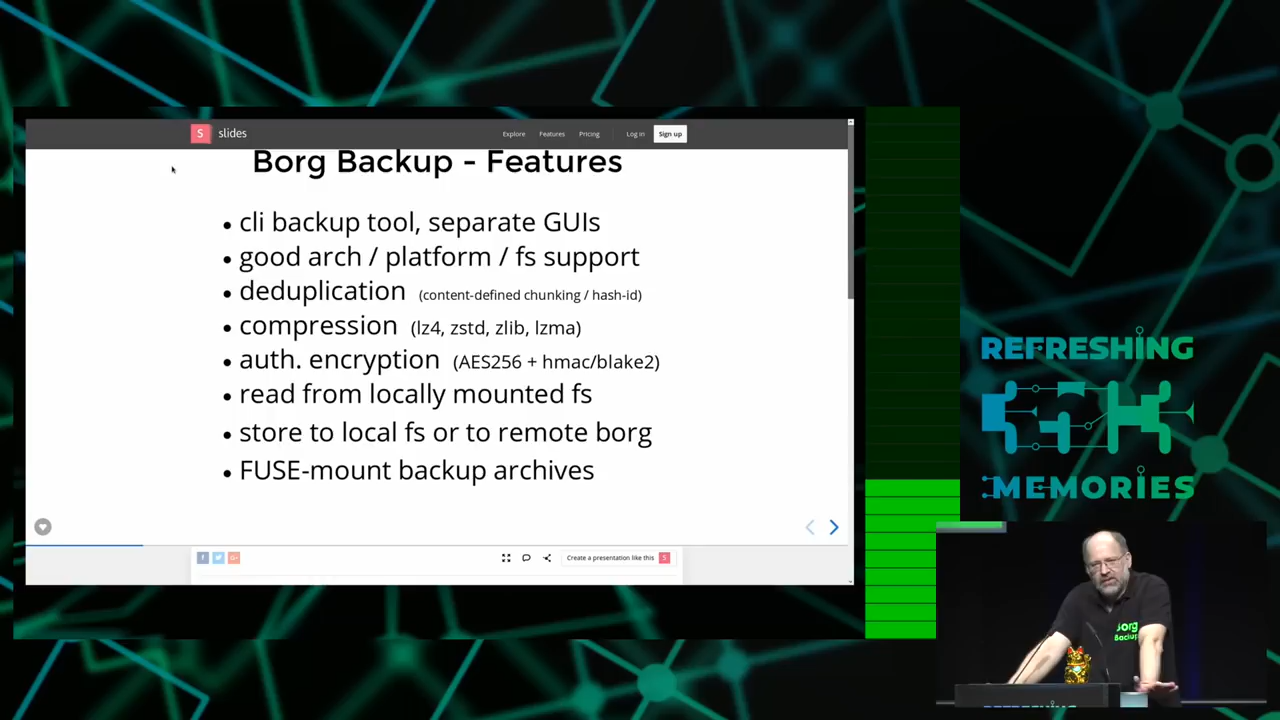 S slides
Explore Features Pricing Log in Sign up
Borg Backup - Features
cli backup tool, separate GUIs
good arch / platform / fs support
deduplication (content-defined chunking / hash-id)
compression (lz4, zstd, zlib, lzma)
auth. encryption (AES256 + hmac/blake2)
read from locally mounted fs
store to local fs or to remote borg
FUSE-mount backup archives
Create a presentation like this S
REFRESHING
MEMORIES
Borg
Backup
REFRESHING